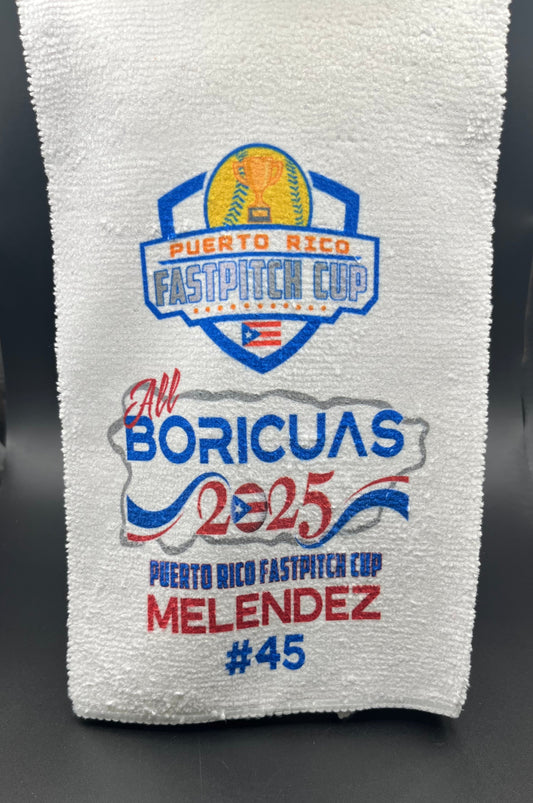 PUERTO RICO
FASTPITCH CUP
All
BORICUAS
2025
PUERTO RICO FASTPITCH CUP
MELENDEZ
#45